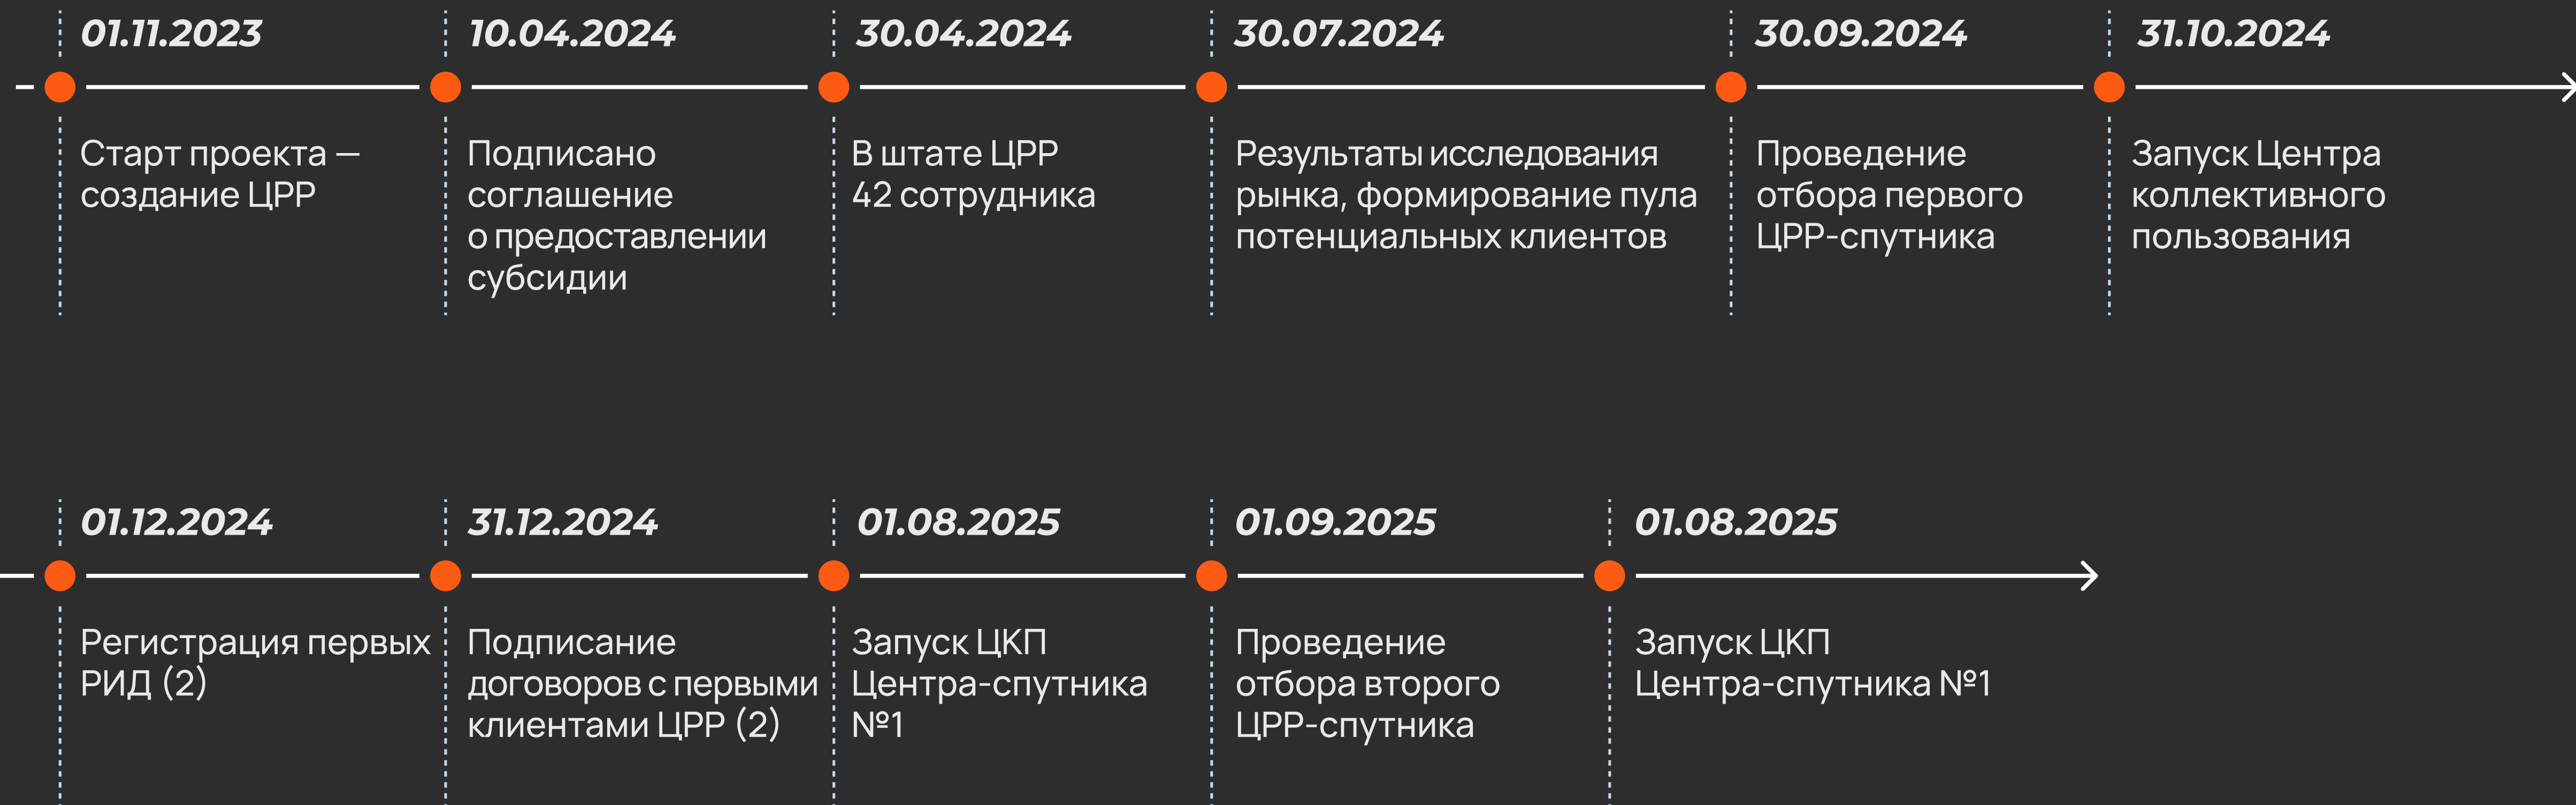 01.11.2023
Старт проекта —
создание ЦРР
10.04.2024
Подписано
соглашение
о предоставлении
субсидии
30.04.2024
В штате ЦРР
42 сотрудника
30.07.2024
Результаты исследования
рынка, формирование пула
потенциальных клиентов
30.09.2024
Проведение
отбора первого
ЦРР-спутника
31.10.2024
Запуск Центра
коллективного
пользования
01.12.2024
Регистрация первых
РИД (2)
31.12.2024
Подписание
договоров с первыми
клиентами ЦРР (2)
01.08.2025
Запуск ЦКП
Центра-спутника
№1
01.09.2025
Проведение
отбора второго
ЦРР-спутника
01.08.2025
Запуск ЦКП
Центра-спутника №1